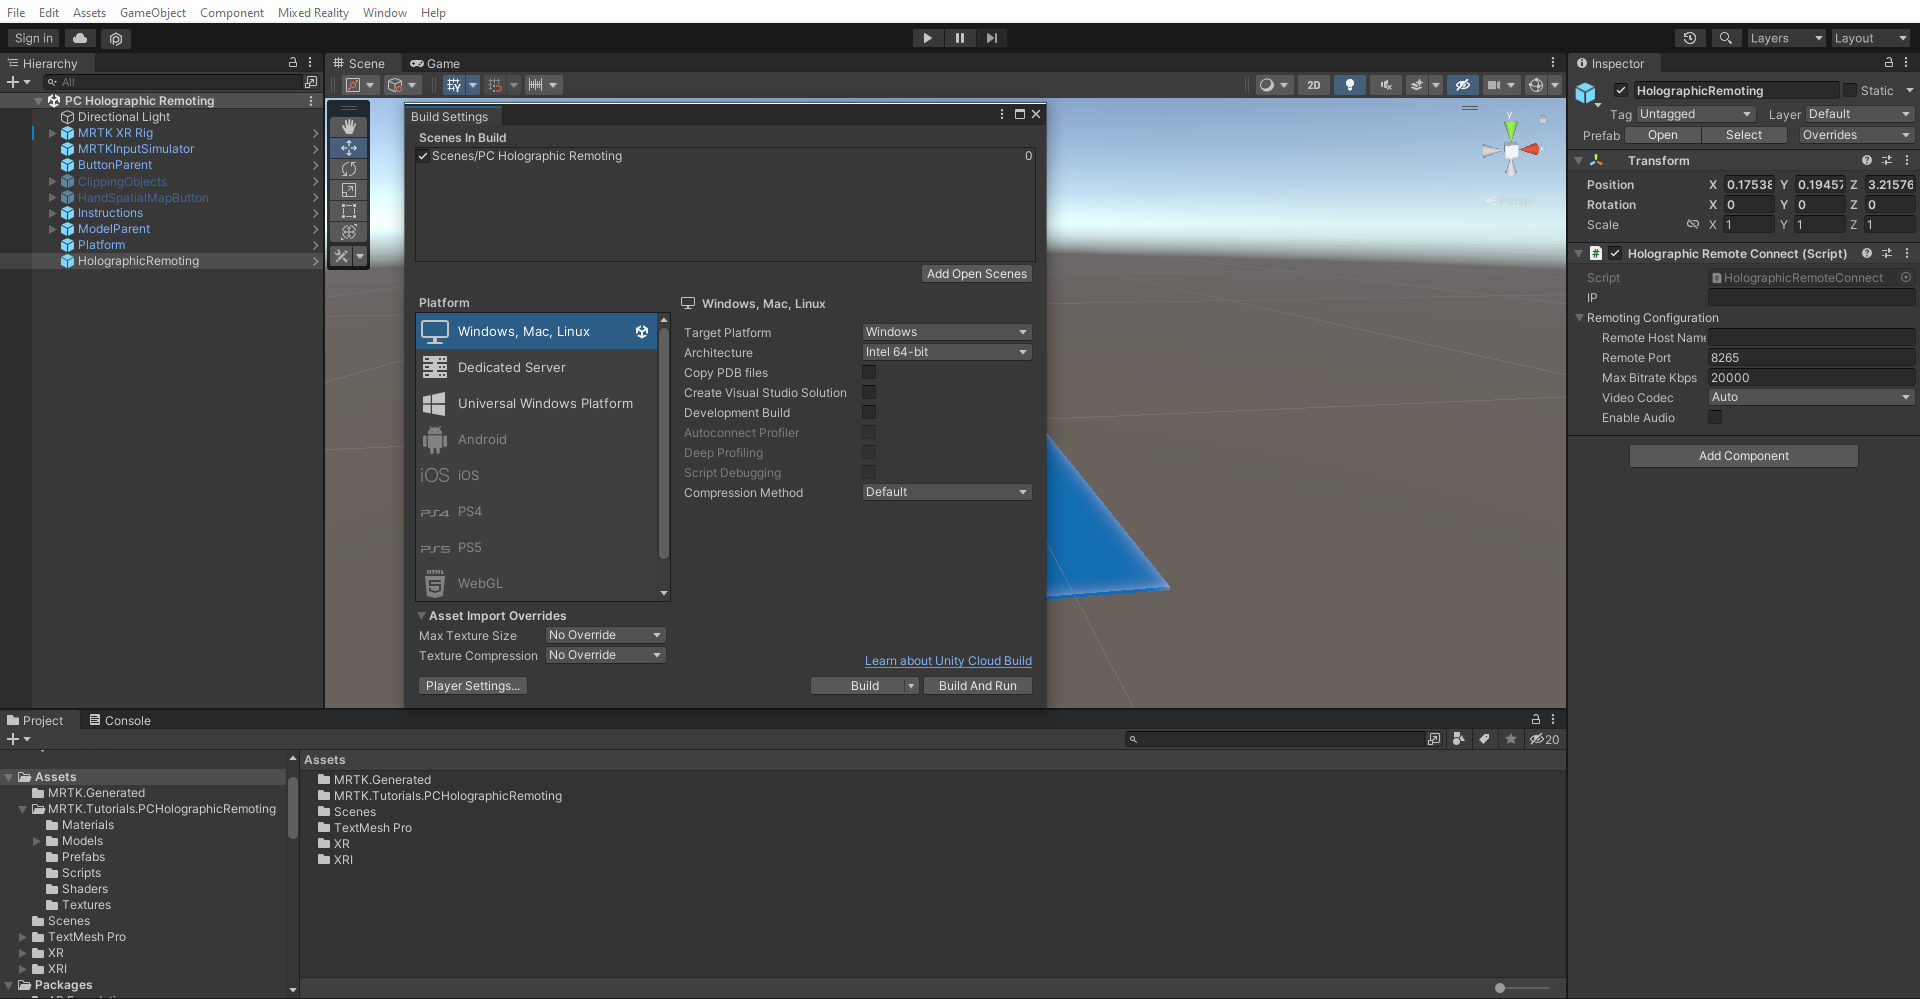 File Edit Assets GameObject Component Mixed Reality Window Help
Sign in
Layers Layout
Hierarchy
All
PC Holographic Remoting
Directional Light
MRTK XR Rig
MRTKInputSimulator
ButtonParent
ClippingObjects
HandSpatialMapButton
Instructions
ModelParent
Platform
HolographicRemoting
Scene Game
2D
y
x
Persp
Build Settings
Scenes In Build
Scenes/PC Holographic Remoting 0
Add Open Scenes
Platform
Windows, Mac, Linux
Dedicated Server
Universal Windows Platform
Android
iOS iOS
PS4
PS5
HTML 5 WebGL
Windows, Mac, Linux
Target Platform Windows
Architecture Intel 64-bit
Copy PDB files
Create Visual Studio Solution
Development Build
Autoconnect Profiler
Deep Profiling
Script Debugging
Compression Method Default
Asset Import Overrides
Max Texture Size No Override
Texture Compression No Override
Learn about Unity Cloud Build
Player Settings... Build Build And Run
Inspector
HolographicRemoting Static
Tag Untagged Layer Default
Prefab Open Select Overrides
Transform
Position X 0.17538 Y 0.19457 Z 3.21576
Rotation X 0 Y 0 Z 0
Scale X 1 Y 1 Z 1
# Holographic Remote Connect (Script)
Script HolographicRemoteConnect
IP
Remoting Configuration
Remote Host Name
Remote Port 8265
Max Bitrate Kbps 20000
Video Codec Auto
Enable Audio
Add Component
Project Console
20
Assets
MRTK.Generated
MRTK.Tutorials.PCHolographicRemoting
Materials
Models
Prefabs
Scripts
Shaders
Textures
Scenes
TextMesh Pro
XR
XRI
Packages
Assets
MRTK.Generated
MRTK.Tutorials.PCHolographicRemoting
Scenes
TextMesh Pro
XR
XRI